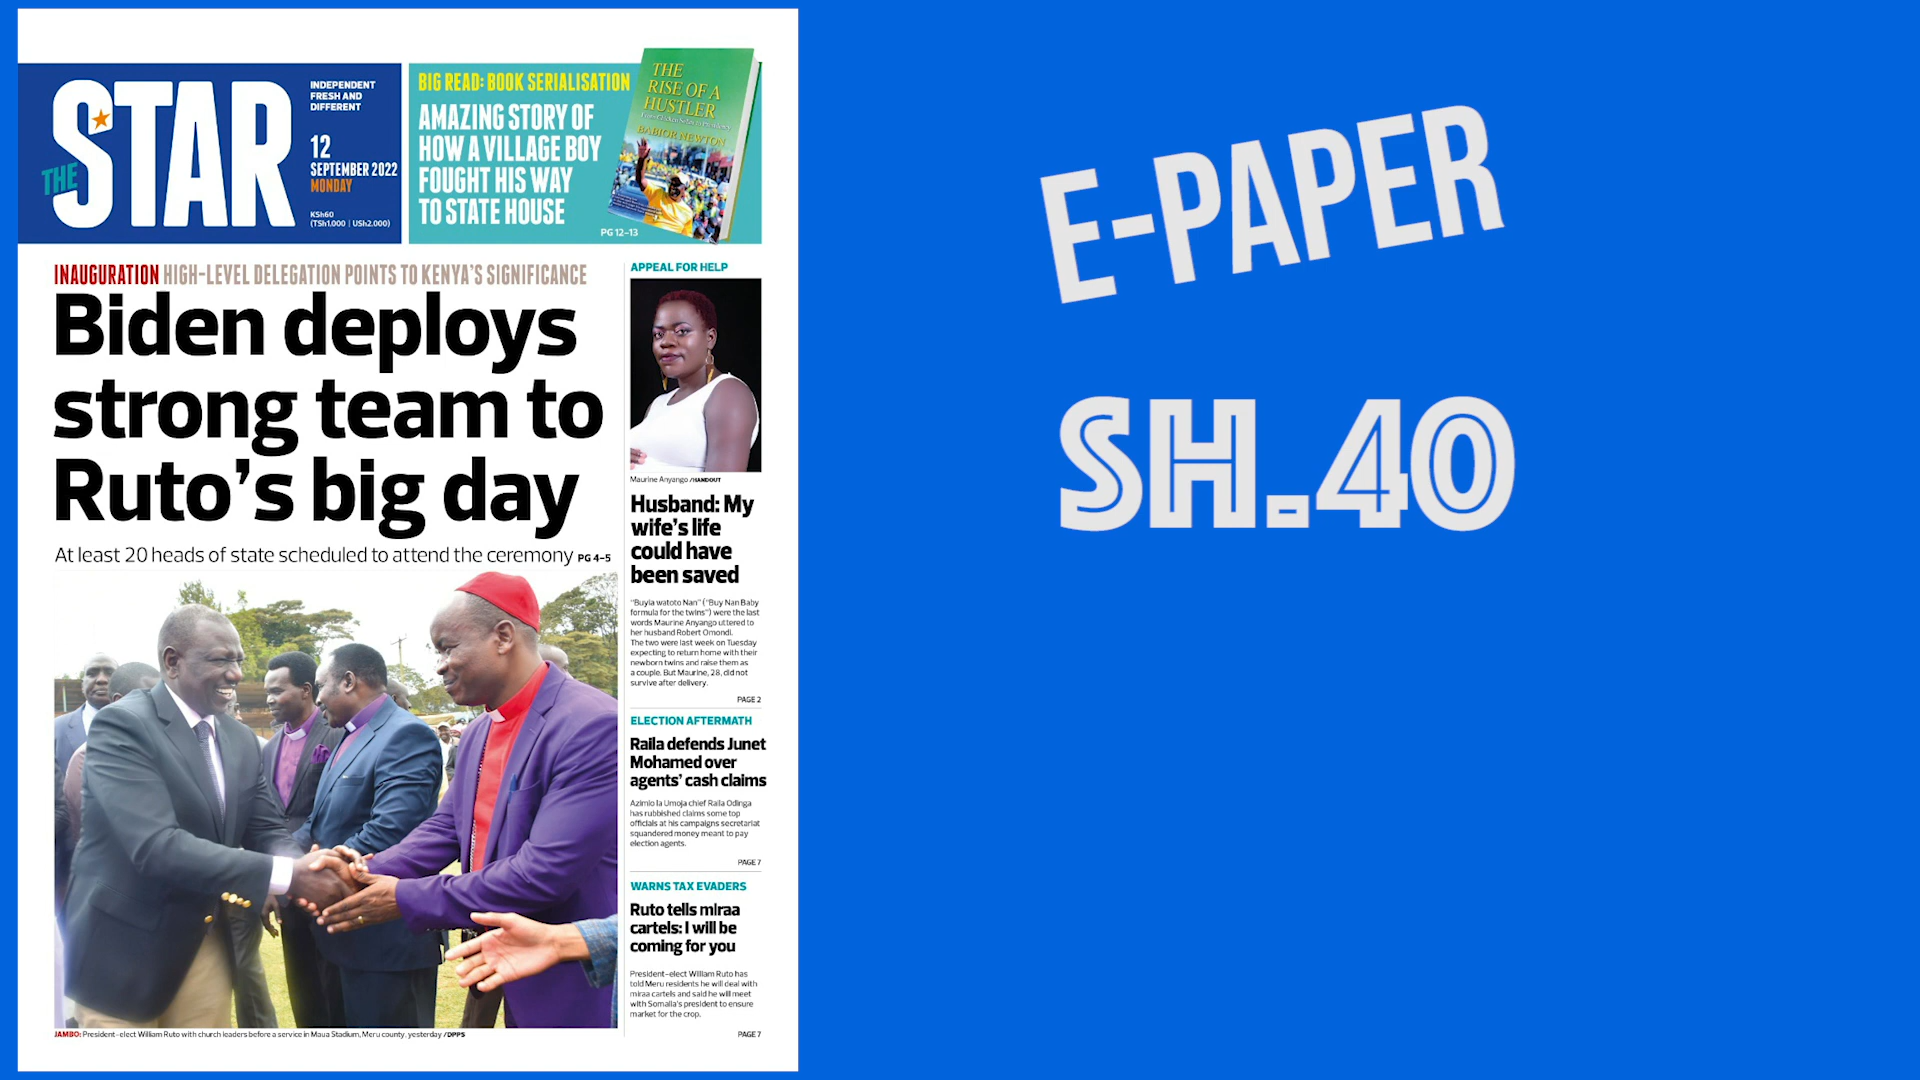 THE STAR
INDEPENDENT
FRESH AND
DIFFERENT
12
SEPTEMBER 2022
MONDAY
KSh60
(TSh1.000 | USh2.000)
BIG READ: BOOK SERIALISATION
AMAZING STORY OF
HOW A VILLAGE BOY
FOUGHT HIS WAY
TO STATE HOUSE
PG 12-13
THE
RISE OF A
HUSTLER
BABIOR NEWTON
INAUGURATION HIGH-LEVEL DELEGATION POINTS TO KENYA'S SIGNIFICANCE
Biden deploys
strong team to
Ruto's big day
At least 20 heads of state scheduled to attend the ceremony PG 4-5
JAMBO: President-elect William Ruto with church leaders before a service in Maua Stadium, Meru county, yesterday /DPPS
APPEAL FOR HELP
Maurine Anyango /HANDOUT
Husband: My
wife's life
could have
been saved
"Buyia watoto Nan" ("Buy Nan Baby
formula for the twins") were the last
words Maurine Anyango uttered to
her husband Robert Omondi.
The two were last week on Tuesday
expecting to return home with their
newborn twins and raise them as
a couple. But Maurine, 28, did not
survive after delivery.
PAGE 2
ELECTION AFTERMATH
Raila defends Junet
Mohamed over
agents' cash claims
Azimio la Umoja chief Raila Odinga
has rubbished claims some top
officials at his campaigns secretariat
squandered money meant to pay
election agents.
PAGE 7
WARNS TAX EVADERS
Ruto tells miraa
cartels: I will be
coming for you
President-elect William Ruto has
told Meru residents he will deal with
miraa cartels and said he will meet
with Somalia's president to ensure
market for the crop.
PAGE 7
E-PAPER
SH.40